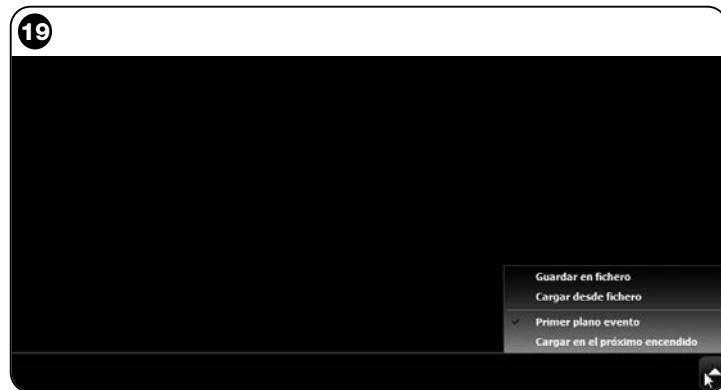 19
Guardar en fichero
Cargar desde fichero
Primer plano evento
Cargar en el próximo encendido